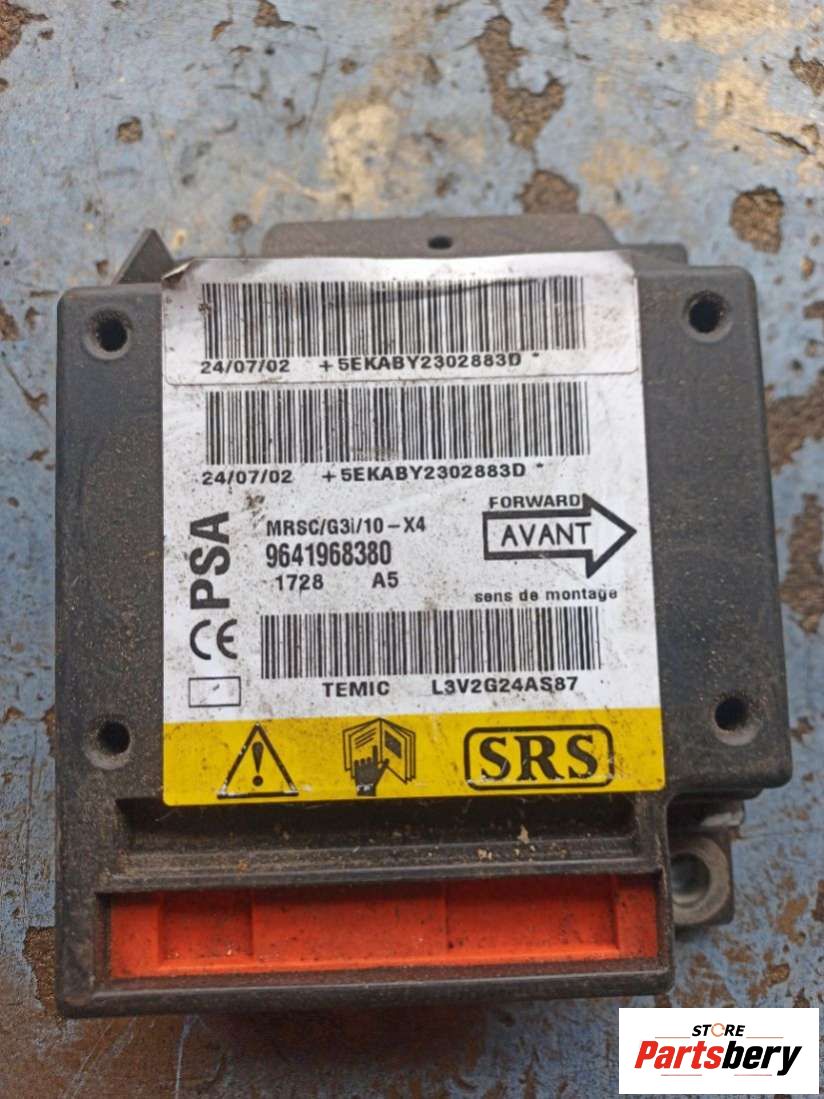 24/07/02 +5EKABY2302883D *
24/07/02 +5EKABY2302883D *
PSA
MRSC/G3i/10-X4
9641968380
1728 A5
FORWARD
AVANT
sens de montage
CE
TEMIC L3V2G24AS87
SRS
STORE
Partsbery